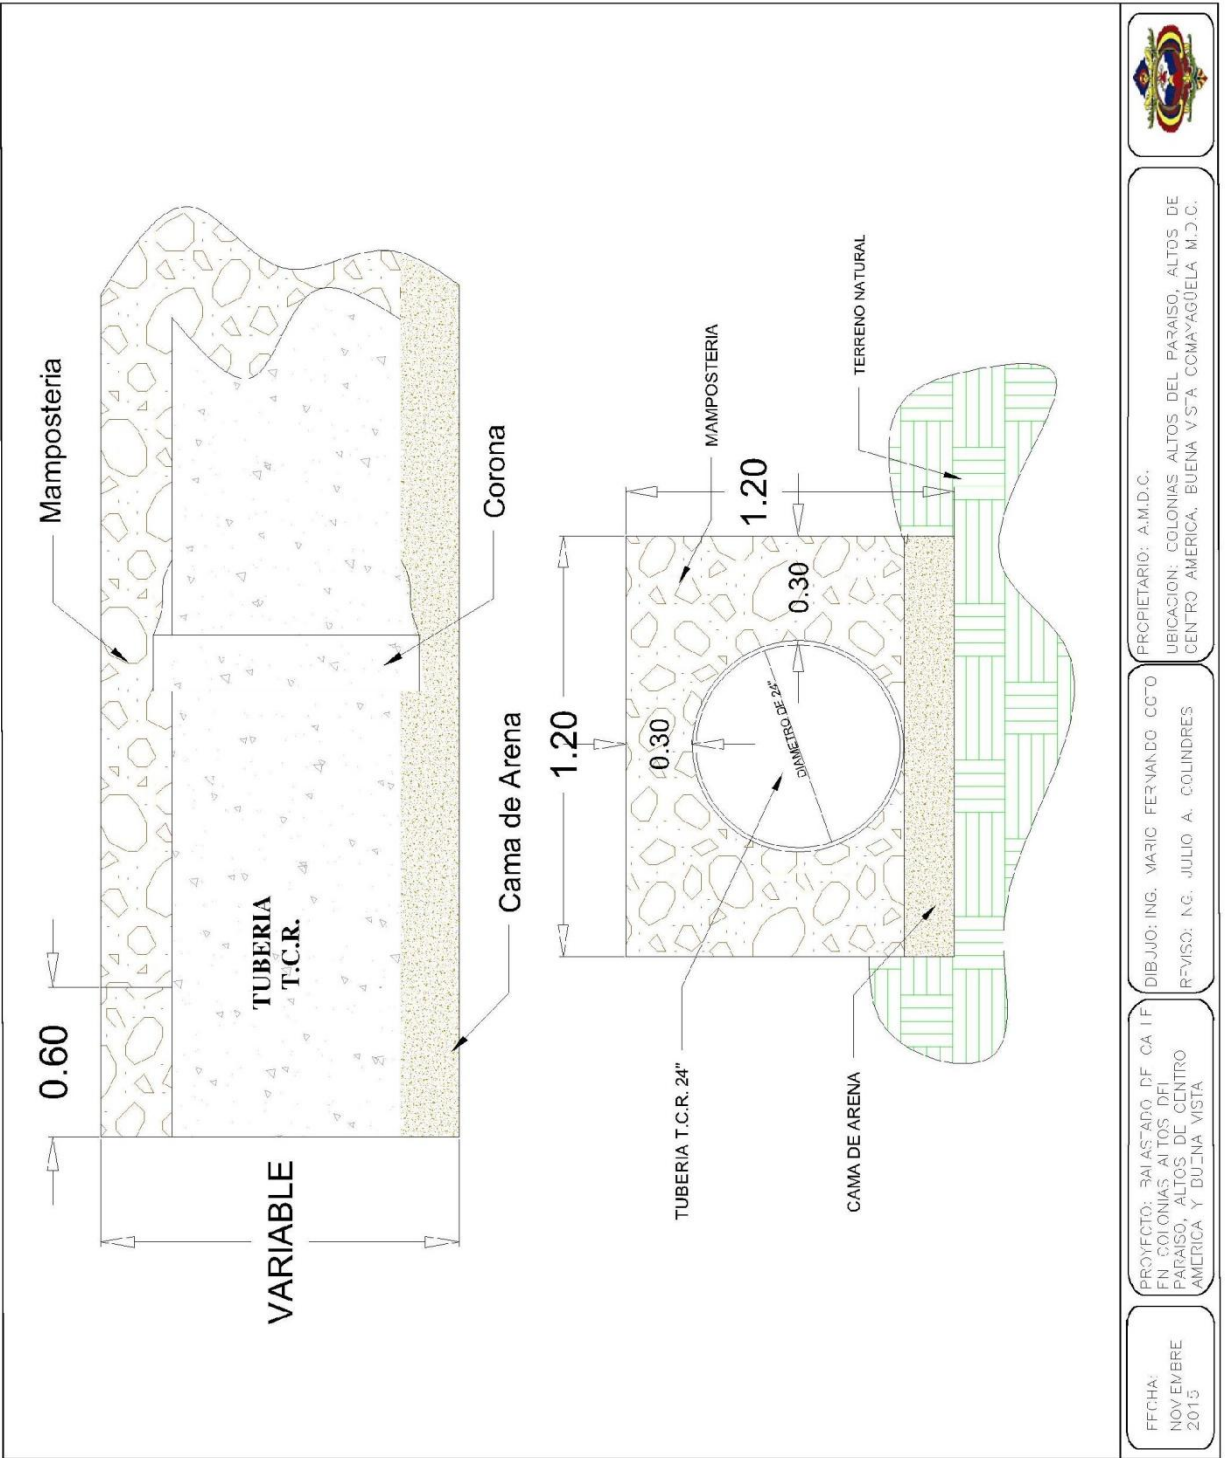 Mamposteria
0.60
TUBERIA
T.C.R.
Corona
VARIABLE
Cama de Arena
1.20
0.30
DIAMETRO DE 24"
0.30
1.20
MAMPOSTERIA
TERRENO NATURAL
TUBERIA T.C.R. 24"
CAMA DE ARENA
FECHA:
NOVIEMBRE
PROYECTO: BALASTADO DE CALLE
EN COLONIAS ALTOS DEL
PARAISO, ALTOS DE CENTRO
AMERICA Y BUENA VISTA
DIBUJO: ING. MARIO FERNANDO COTO
REVISO: ING. JULIO A. COLINDRES
PROPIETARIO: A.M.D.C.
UBICACION: COLONIAS ALTOS DEL PARAISO, ALTOS DE
CENTRO AMERICA, BUENA VISTA COMAYAGÜELA M.D.C.